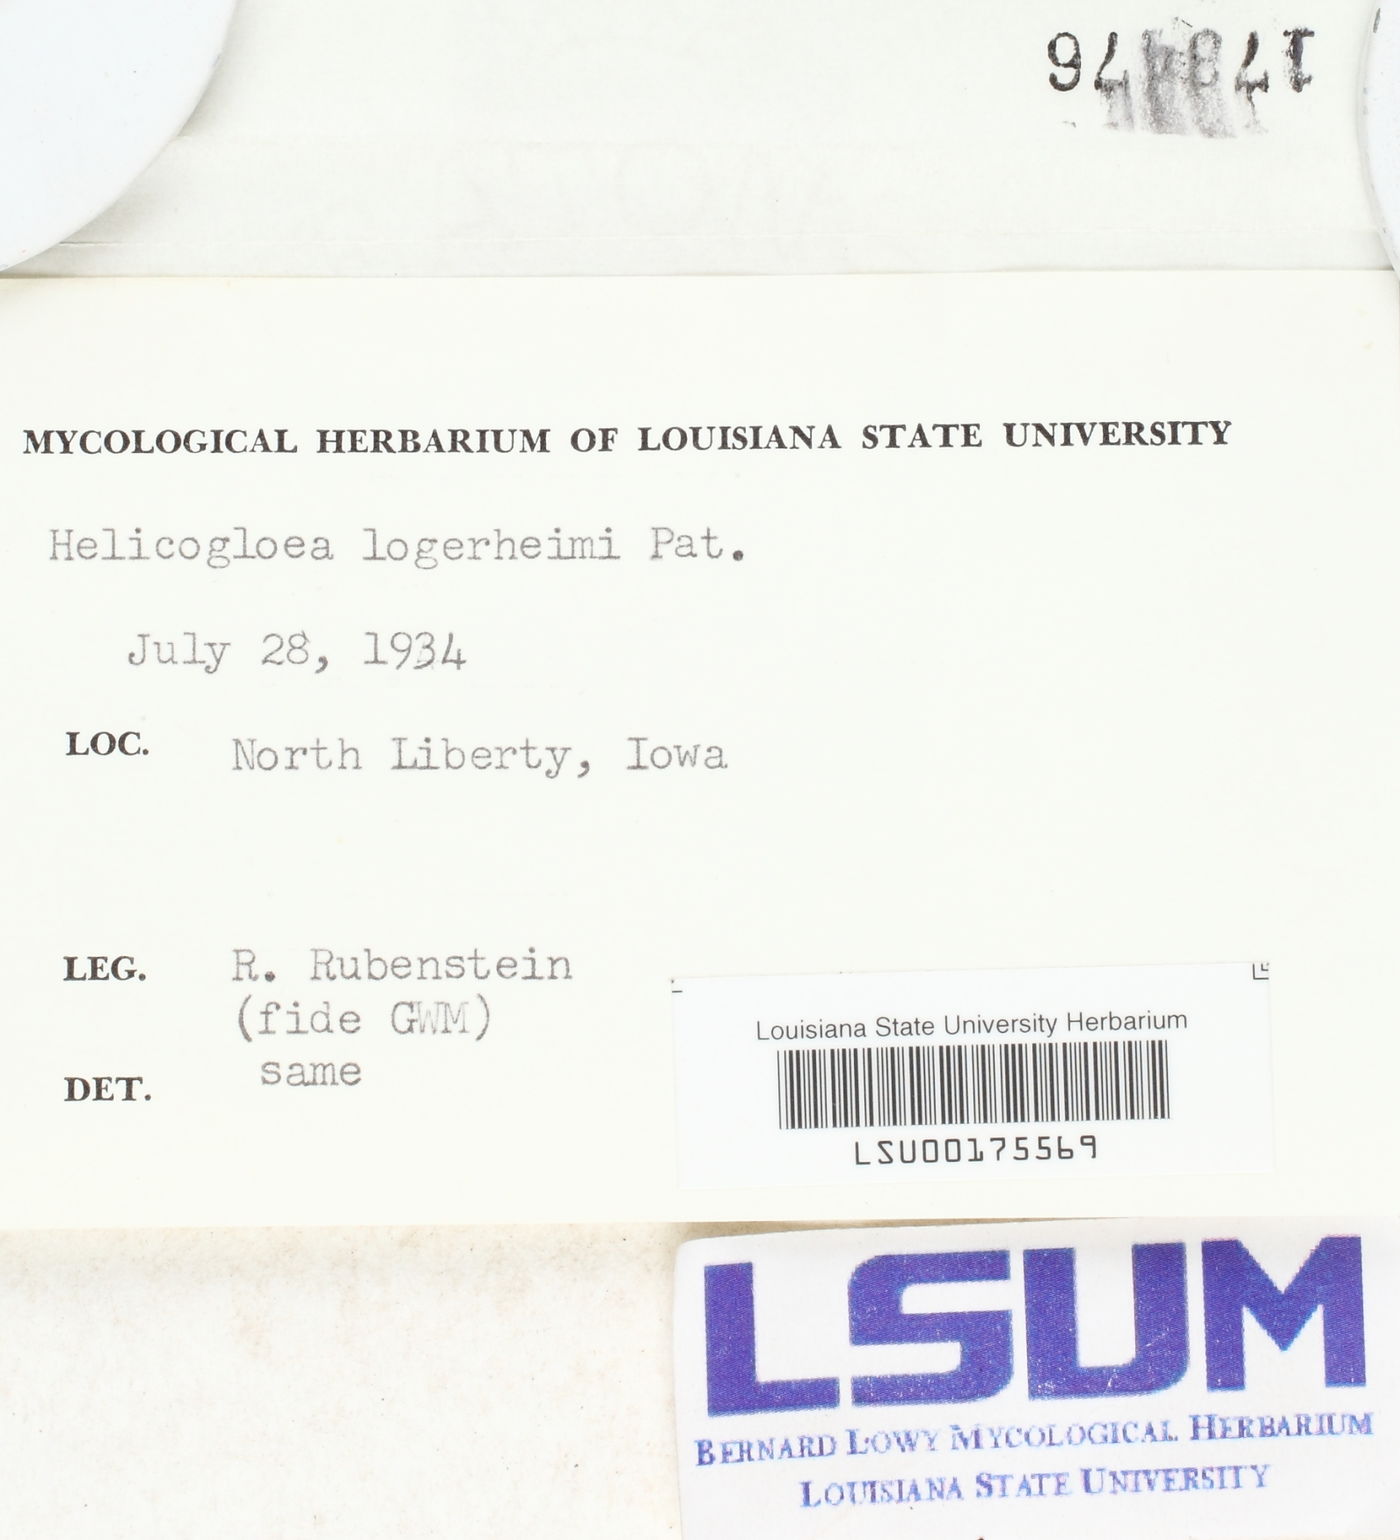 MYCOLOGICAL HERBARIUM OF LOUISIANA STATE UNIVERSITY
Helicogloea logerheimi Pat.
July 28, 1934
LOC. North Liberty, Iowa
LEG. R. Rubenstein
(fide GWM)
DET. same
Louisiana State University Herbarium
LSU00175569
LSUM
BERNARD LOWY MYCOLOGICAL HERBARIUM
LOUISIANA STATE UNIVERSITY